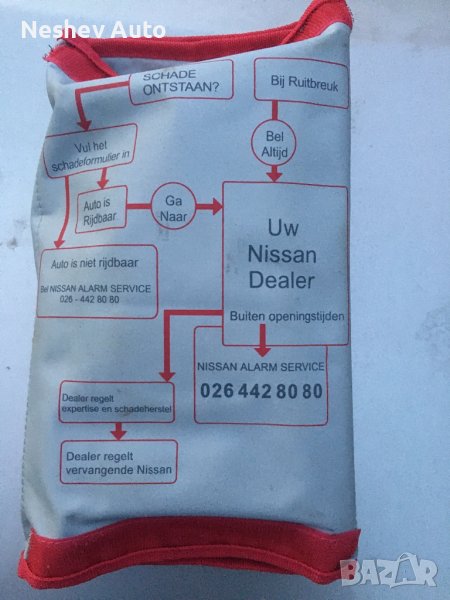 Neshev Auto
SCHADE
ONTSTAAN?
Bij Ruitbreuk
Vul het
schadeformulier in
Bel
Altijd
Auto is
Rijdbaar
Ga
Naar
Uw
Nissan
Dealer
Auto is niet rijdbaar
Bel NISSAN ALARM SERVICE
026 - 442 80 80
Buiten openingstijden
NISSAN ALARM SERVICE
026 442 80 80
Dealer regelt
expertise en schadeherstel
Dealer regelt
vervangende Nissan
BAZAR